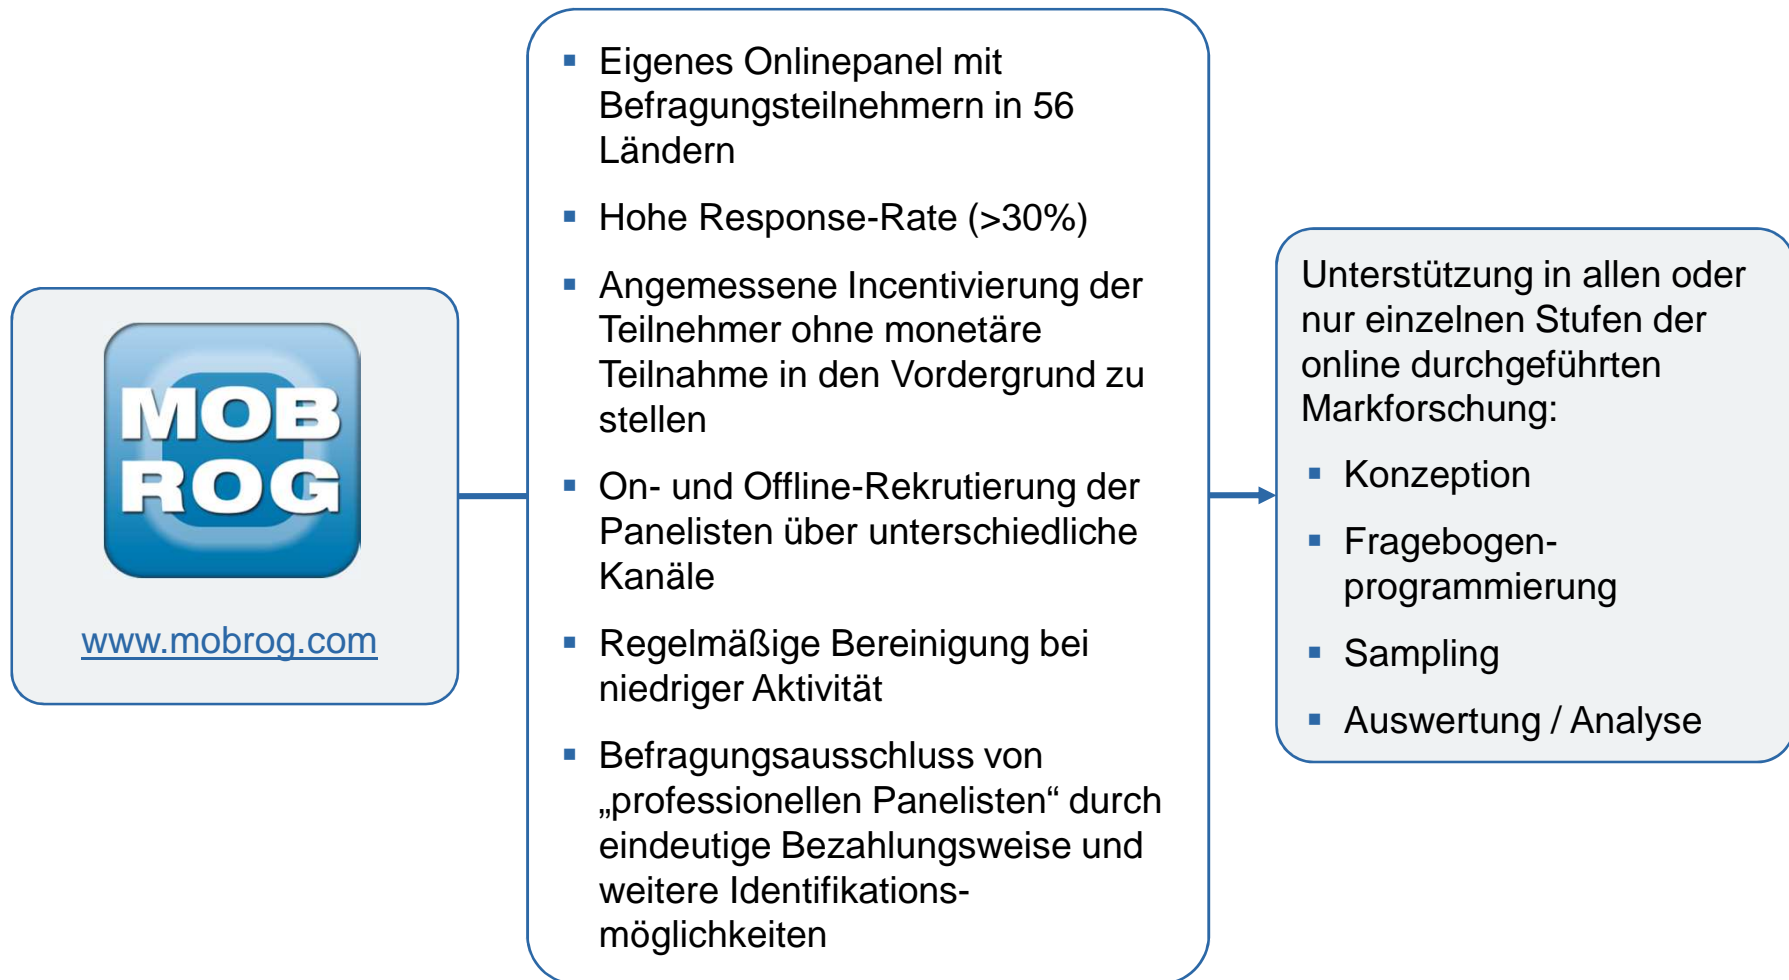 MOB
ROG
www.mobrog.com
▪ Eigenes Onlinepanel mit
Befragungsteilnehmern in 56
Ländern
▪ Hohe Response-Rate (>30%)
▪ Angemessene Incentivierung der
Teilnehmer ohne monetäre
Teilnahme in den Vordergrund zu
stellen
▪ On- und Offline-Rekrutierung der
Panelisten über unterschiedliche
Kanäle
▪ Regelmäßige Bereinigung bei
niedriger Aktivität
▪ Befragungsausschluss von
„professionellen Panelisten“ durch
eindeutige Bezahlungsweise und
weitere Identifikations-
möglichkeiten
Unterstützung in allen oder
nur einzelnen Stufen der
online durchgeführten
Markforschung:
▪ Konzeption
▪ Fragebogen-
programmierung
▪ Sampling
▪ Auswertung / Analyse